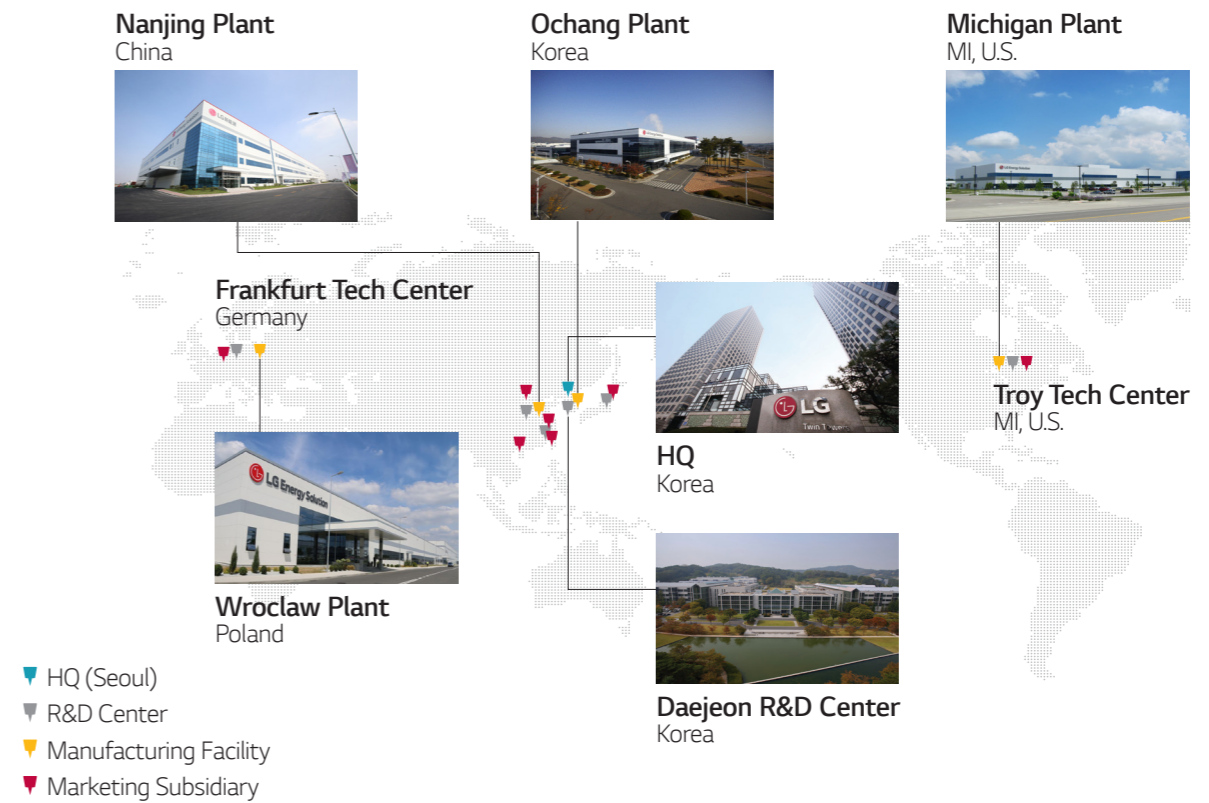 Nanjing Plant
China
Ochang Plant
Korea
Michigan Plant
MI, U.S.
Frankfurt Tech Center
Germany
LG
HQ
Korea
Troy Tech Center
MI, U.S.
LG Energy Solution
Wroclaw Plant
Poland
Daejeon R&D Center
Korea
HQ (Seoul)
R&D Center
Manufacturing Facility
Marketing Subsidiary